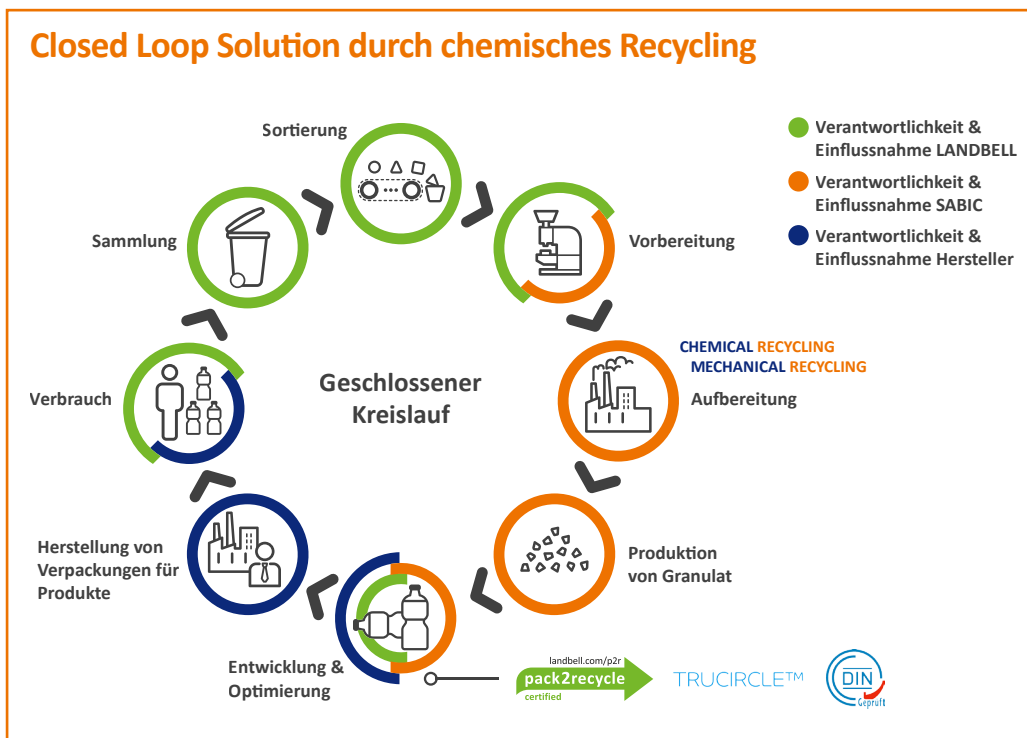 Closed Loop Solution durch chemisches Recycling
Sortierung
Verantwortlichkeit &
Einflussnahme LANDBELL
Verantwortlichkeit &
Einflussnahme SABIC
Verantwortlichkeit &
Einflussnahme Hersteller
Sammlung
Vorbereitung
CHEMICAL RECYCLING
MECHANICAL RECYCLING
Aufbereitung
Geschlossener
Kreislauf
Verbrauch
Herstellung von
Verpackungen für
Produkte
Produktion
von Granulat
Entwicklung &
Optimierung
landbell.com/p2r
pack2recycle
certified
TRUCIRCLE™
DIN
Geprüft